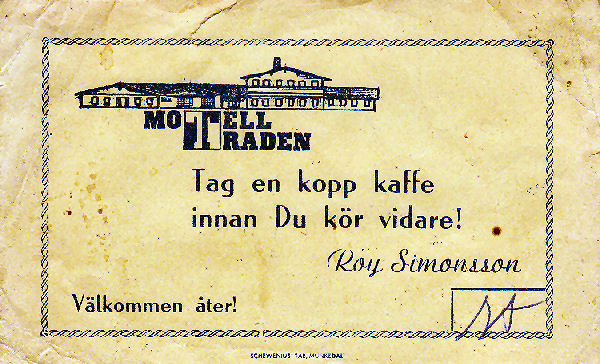 MOTELL
TRADEN
Tag en kopp kaffe
innan Du kör vidare!
Roy Simonsson
Välkommen åter!